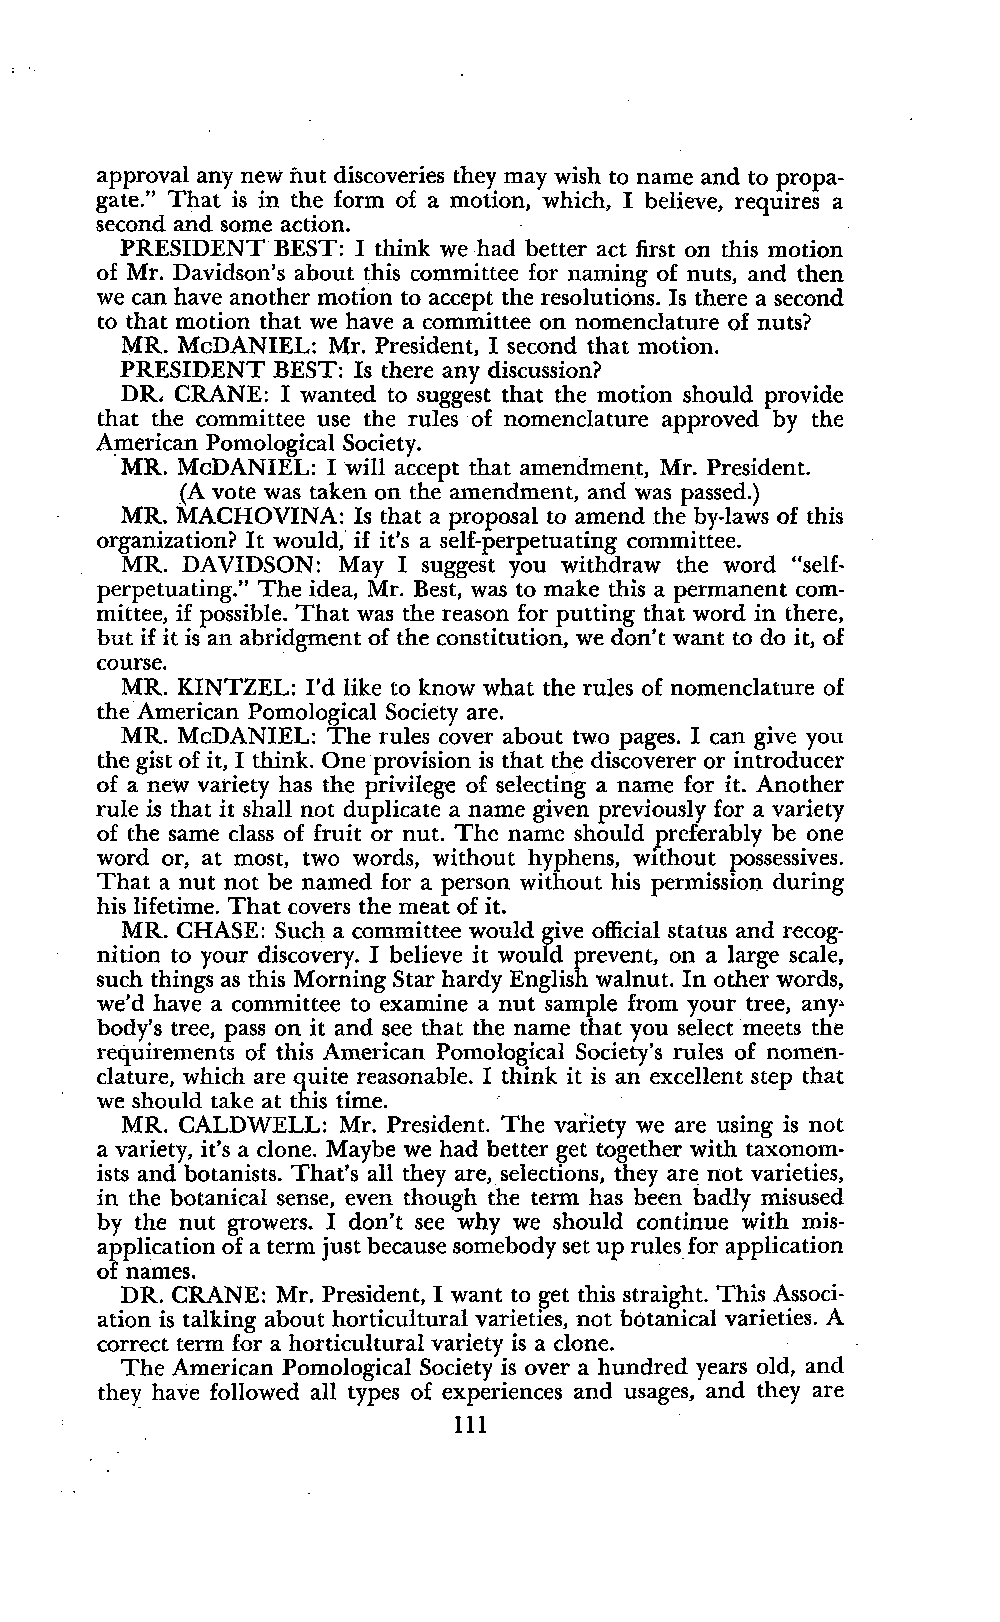 approval any new nut discoveries they may wish to name and to propa-
gate." That is in the form of a motion, which, I believe, requires a
second and some action.
PRESIDENT BEST: I think we had better act first on this motion
of Mr. Davidson's about this committee for naming of nuts, and then
we can have another motion to accept the resolutions. Is there a second
to that motion that we have a committee on nomenclature of nuts?
MR. McDANIEL: Mr. President, I second that motion.
PRESIDENT BEST: Is there any discussion?
DR. CRANE: I wanted to suggest that the motion should provide
that the committee use the rules of nomenclature approved by the
American Pomological Society.
MR. McDANIEL: I will accept that amendment, Mr. President.
(A vote was taken on the amendment, and was passed.)
MR. MACHOVINA: Is that a proposal to amend the by-laws of this
organization? It would, if it's a self-perpetuating committee.
MR. DAVIDSON: May I suggest you withdraw the word "self-
perpetuating." The idea, Mr. Best, was to make this a permanent com-
mittee, if possible. That was the reason for putting that word in there,
but if it is an abridgment of the constitution, we don't want to do it, of
course.
MR. KINTZEL: I'd like to know what the rules of nomenclature of
the American Pomological Society are.
MR. McDANIEL: The rules cover about two pages. I can give you
the gist of it, I think. One provision is that the discoverer or introducer
of a new variety has the privilege of selecting a name for it. Another
rule is that it shall not duplicate a name given previously for a variety
of the same class of fruit or nut. The name should preferably be one
word or, at most, two words, without hyphens, without possessives.
That a nut not be named for a person without his permission during
his lifetime. That covers the meat of it.
MR. CHASE: Such a committee would give official status and recog-
nition to your discovery. I believe it would prevent, on a large scale,
such things as this Morning Star hardy English walnut. In other words,
we'd have a committee to examine a nut sample from your tree, any-
body's tree, pass on it and see that the name that you select meets the
requirements of this American Pomological Society's rules of nomen-
clature, which are quite reasonable. I think it is an excellent step that
we should take at this time.
MR. CALDWELL: Mr. President. The variety we are using is not
a variety, it's a clone. Maybe we had better get together with taxonom-
ists and botanists. That's all they are, selections, they are not varieties,
in the botanical sense, even though the term has been badly misused
by the nut growers. I don't see why we should continue with mis-
application of a term just because somebody set up rules for application
of names.
DR. CRANE: Mr. President, I want to get this straight. This Associ-
ation is talking about horticultural varieties, not botanical varieties. A
correct term for a horticultural variety is a clone.
The American Pomological Society is over a hundred years old, and
they have followed all types of experiences and usages, and they are
111